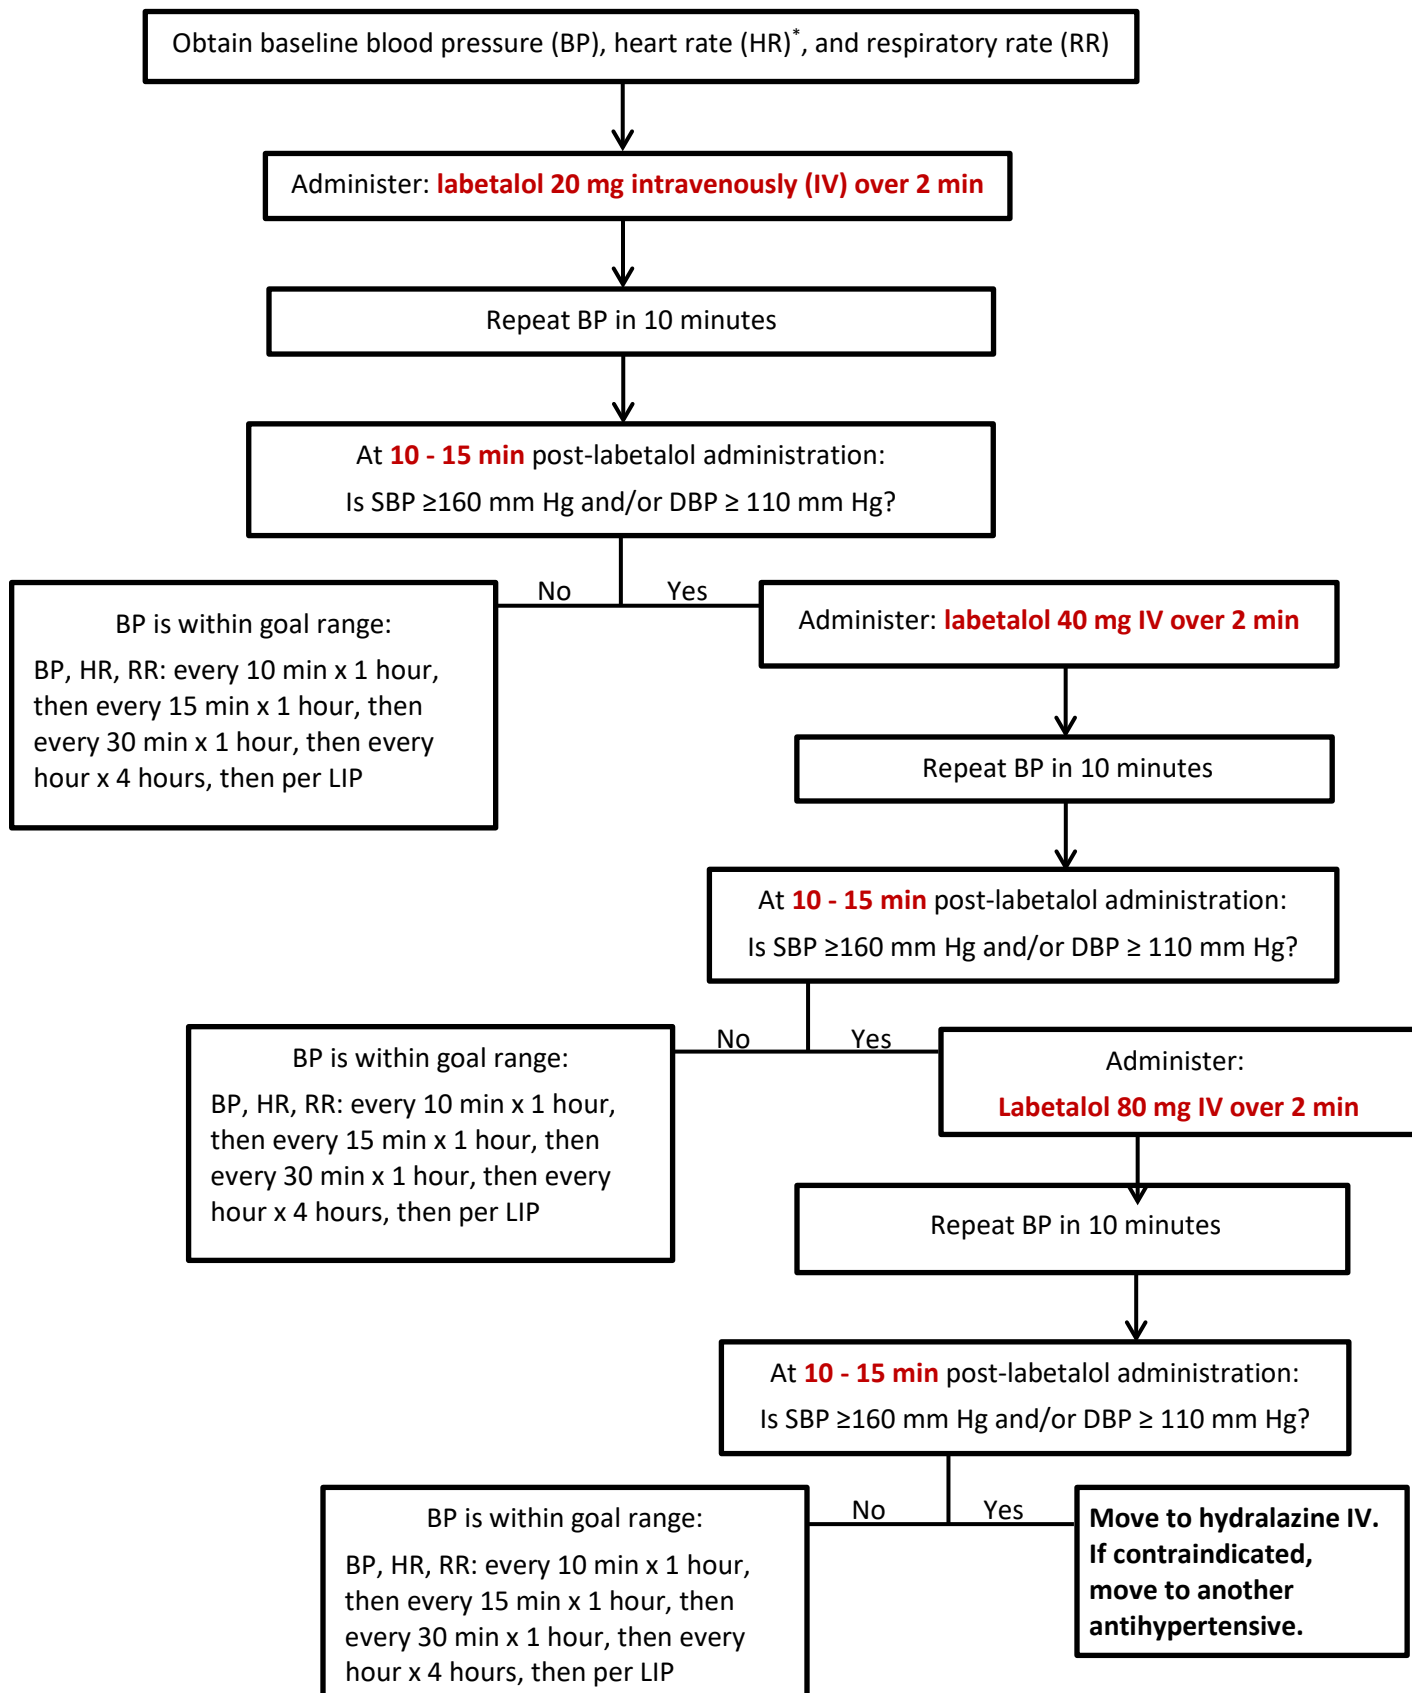 Obtain baseline blood pressure (BP), heart rate (HR)*, and respiratory rate (RR)
Administer: labetalol 20 mg intravenously (IV) over 2 min
Repeat BP in 10 minutes
At 10 - 15 min post-labetalol administration:
Is SBP ≥160 mm Hg and/or DBP ≥ 110 mm Hg?
No
Yes
BP is within goal range:
BP, HR, RR: every 10 min x 1 hour,
then every 15 min x 1 hour, then
every 30 min x 1 hour, then every
hour x 4 hours, then per LIP
Administer: labetalol 40 mg IV over 2 min
Repeat BP in 10 minutes
At 10 - 15 min post-labetalol administration:
Is SBP ≥160 mm Hg and/or DBP ≥ 110 mm Hg?
No
Yes
BP is within goal range:
BP, HR, RR: every 10 min x 1 hour,
then every 15 min x 1 hour, then
every 30 min x 1 hour, then every
hour x 4 hours, then per LIP
Administer:
Labetalol 80 mg IV over 2 min
Repeat BP in 10 minutes
At 10 - 15 min post-labetalol administration:
Is SBP ≥160 mm Hg and/or DBP ≥ 110 mm Hg?
No
Yes
BP is within goal range:
BP, HR, RR: every 10 min x 1 hour,
then every 15 min x 1 hour, then
every 30 min x 1 hour, then every
hour x 4 hours, then per LIP
Move to hydralazine IV.
If contraindicated,
move to another
antihypertensive.